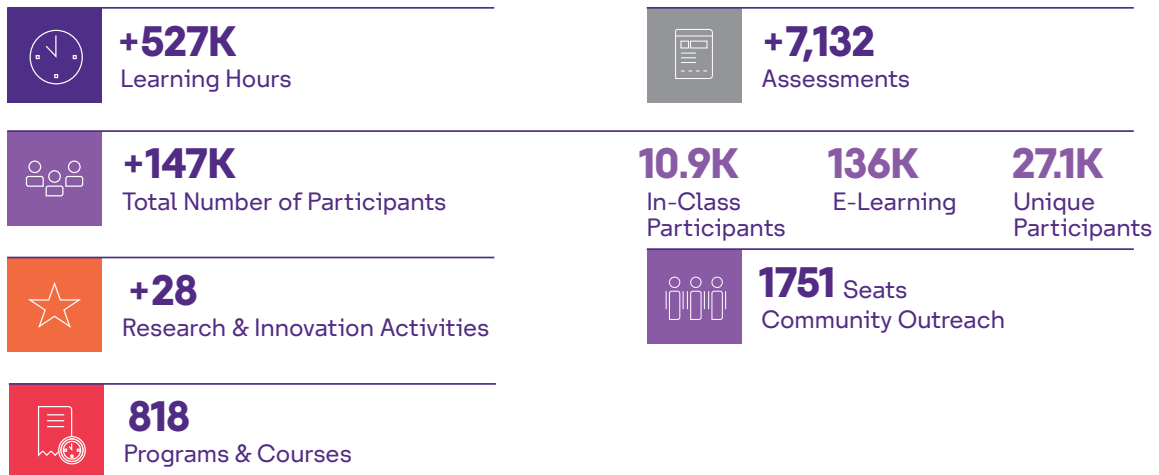 +527K
Learning Hours
+7,132
Assessments
+147K
Total Number of Participants
10.9K
In-Class
Participants
136K
E-Learning
27.1K
Unique
Participants
+28
Research & Innovation Activities
1751 Seats
Community Outreach
818
Programs & Courses